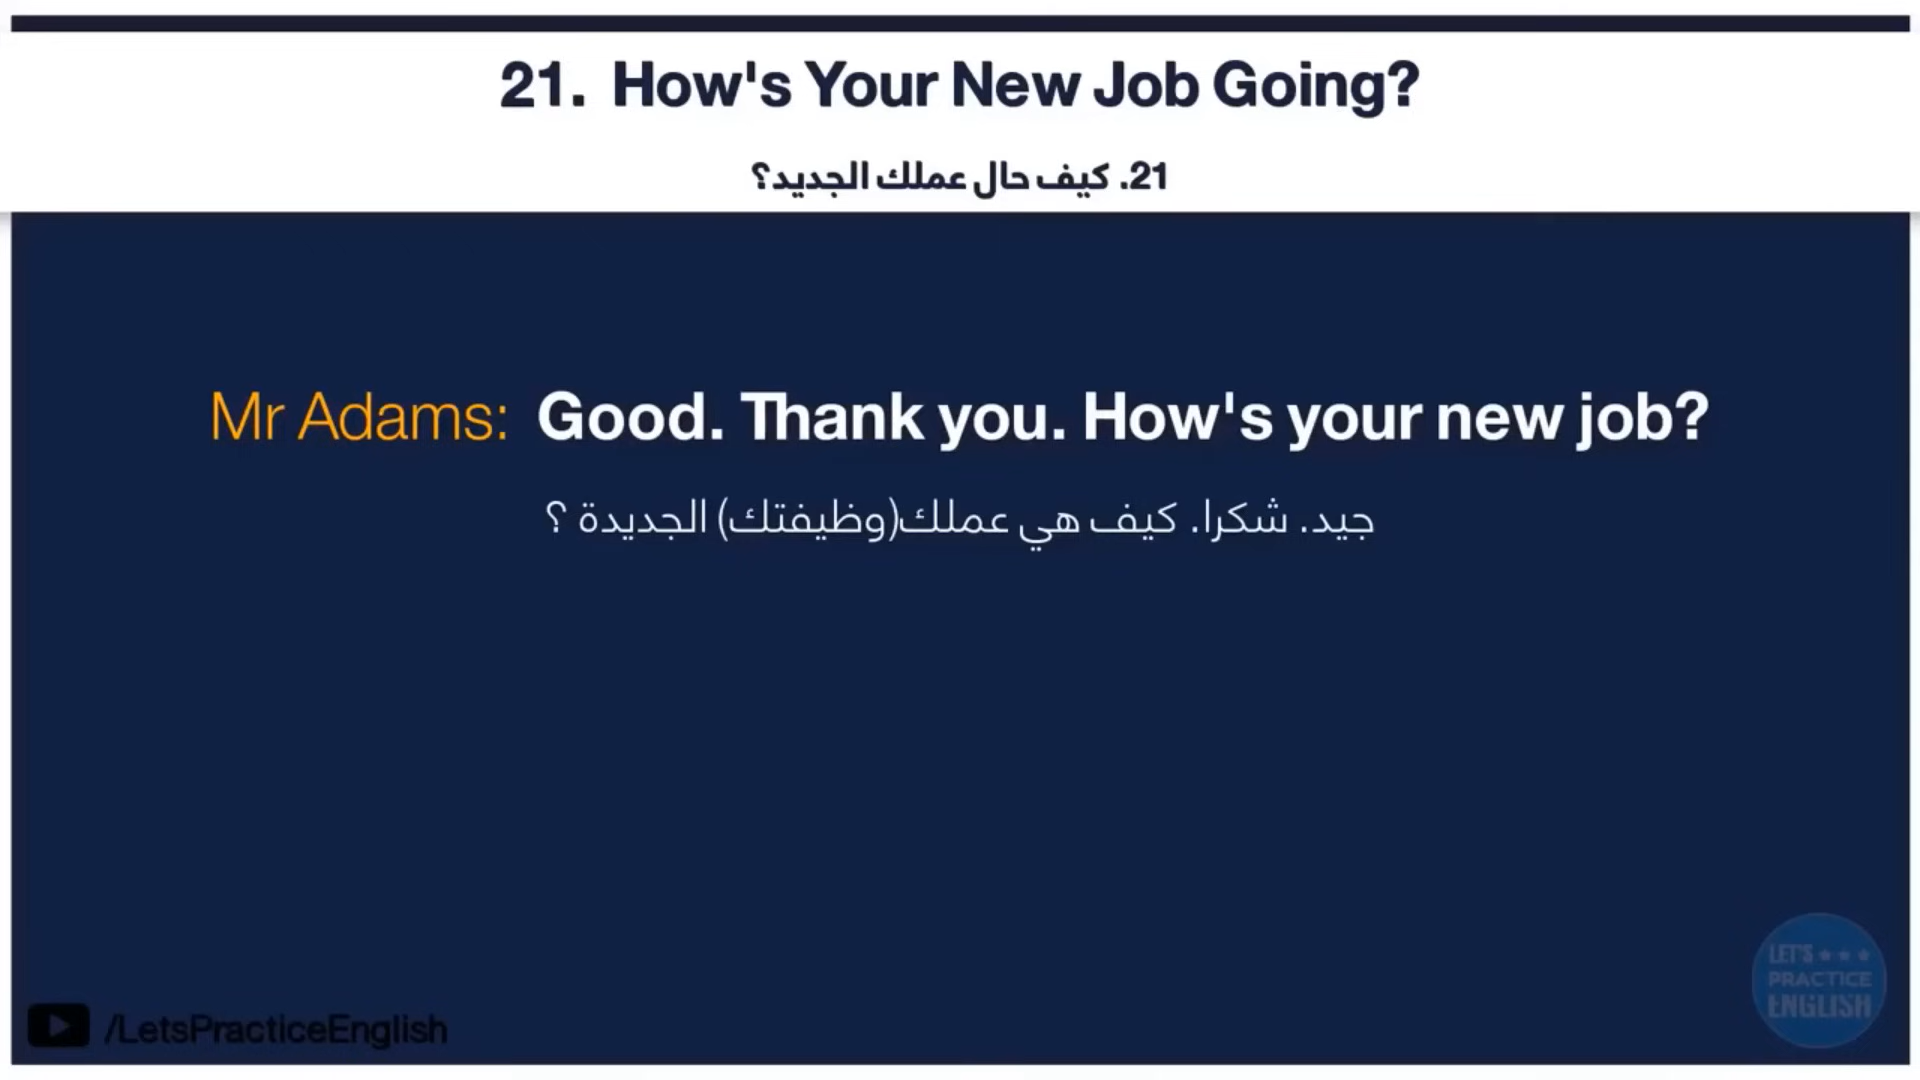 21. How's Your New Job Going?
21. كيف حال عملك الجديد؟
Mr Adams: Good. Thank you. How's your new job?
جيد. شكرا. كيف هي عملك(وظيفتك) الجديدة ؟
LET'S
PRACTICE
ENGLISH
/LetsPracticeEnglish